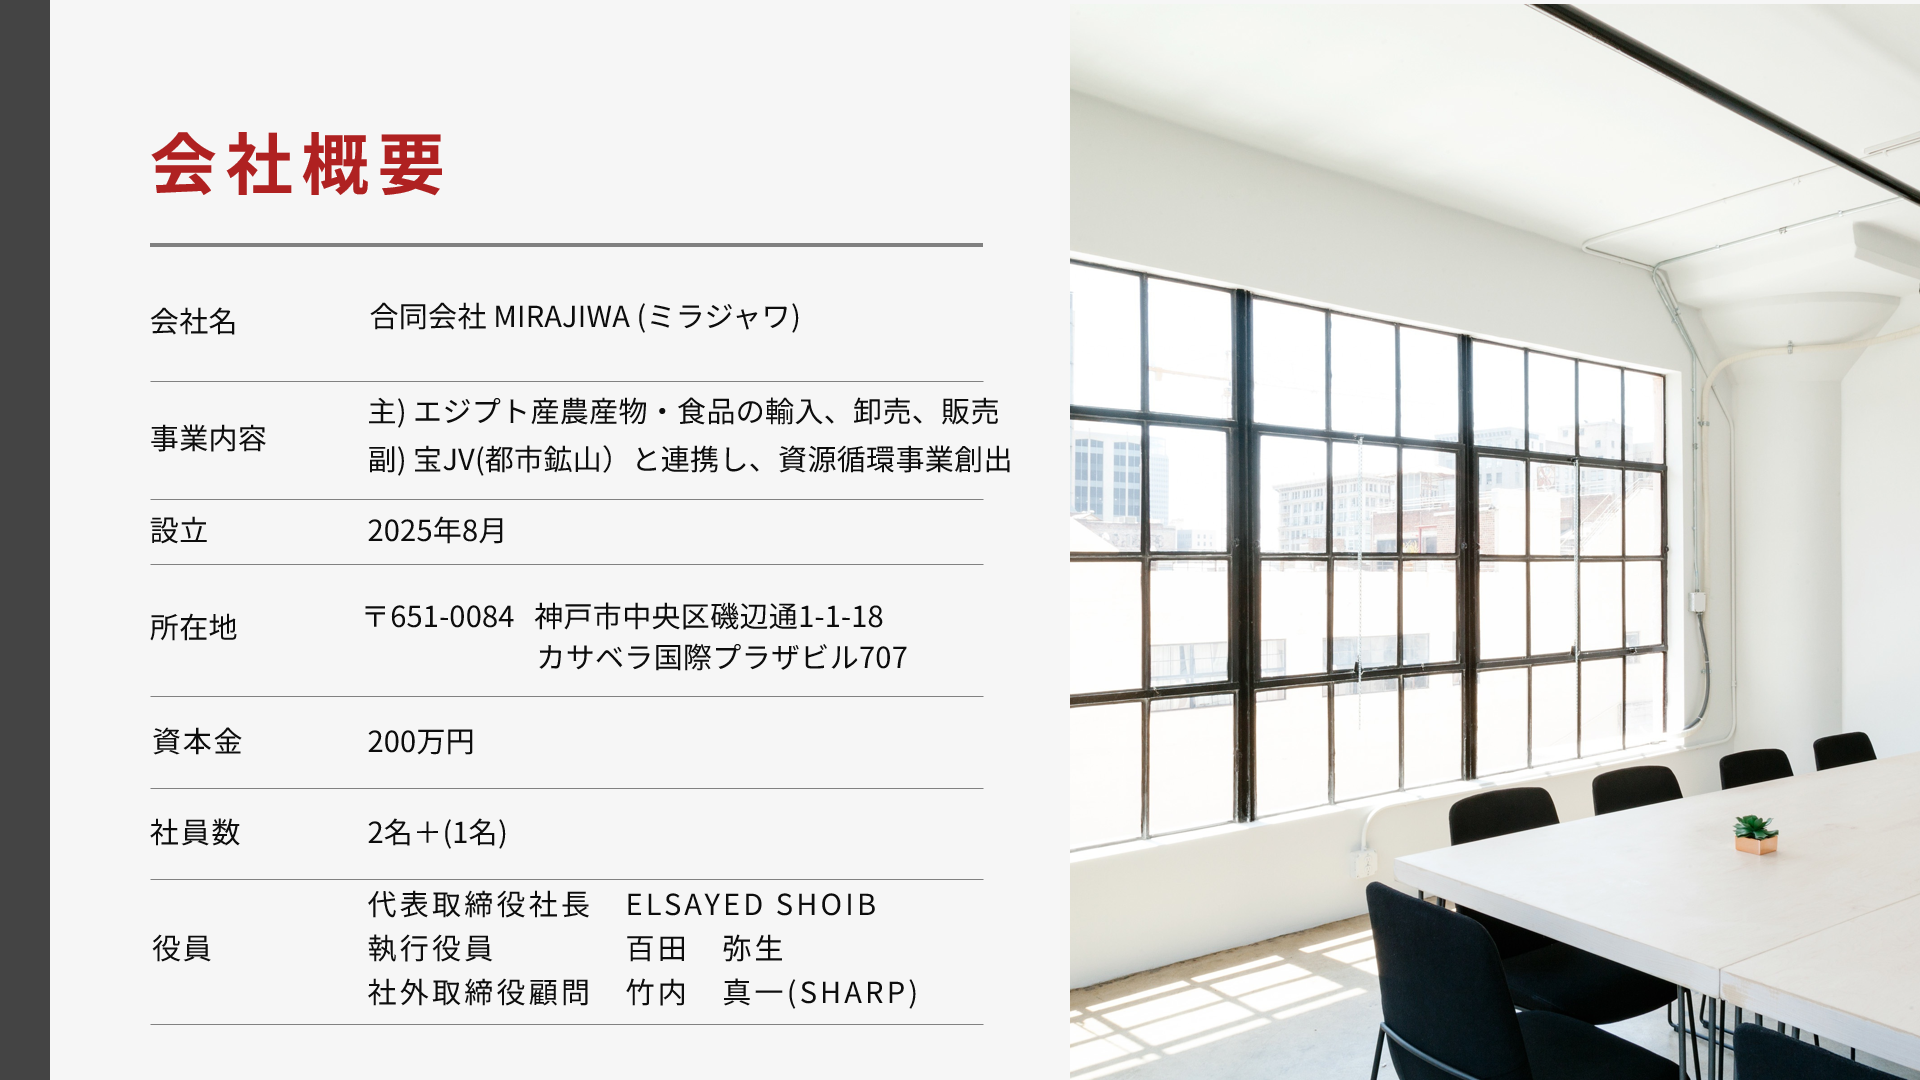 会社概要
会社名 合同会社 MIRAJIWA (ミラジャワ)
事業内容 主) エジプト産農産物・食品の輸入、卸売、販売
副) 宝JV(都市鉱山）と連携し、資源循環事業創出
設立 2025年8月
所在地 〒651-0084 神戸市中央区磯辺通1-1-18
カサベラ国際プラザビル707
資本金 200万円
社員数 2名＋(1名)
役員 代表取締役社長 ELSAYED SHOIB
執行役員 百田 弥生
社外取締役顧問 竹内 真一(SHARP)